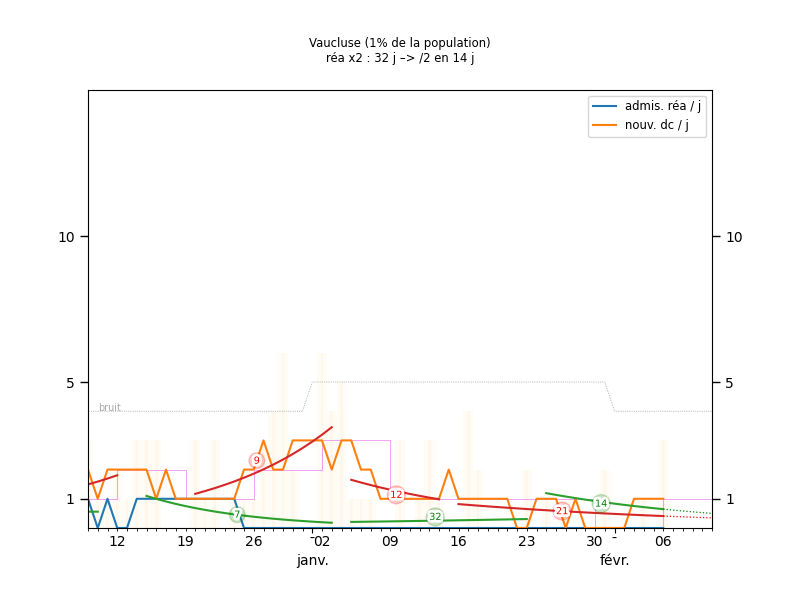 Vaucluse (1% de la population)
réa x2 : 32 j –> /2 en 14 j
admis. réa / j
nouv. dc / j
10 10
5 5
bruit
9
12
14
1 1
7 32 21
12 19 26 02 09 16 23 30 06
janv. févr.